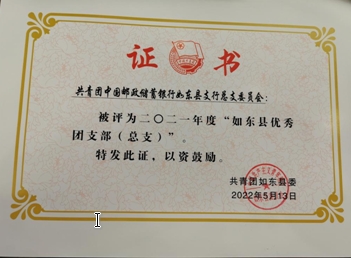 证书
共青团中国邮政储蓄银行如东县支行总支委员会：
被评为二〇二一年度“如东县优秀
团支部（总支）”。
特发此证，以资鼓励。
共青团如东县委
2022年5月13日